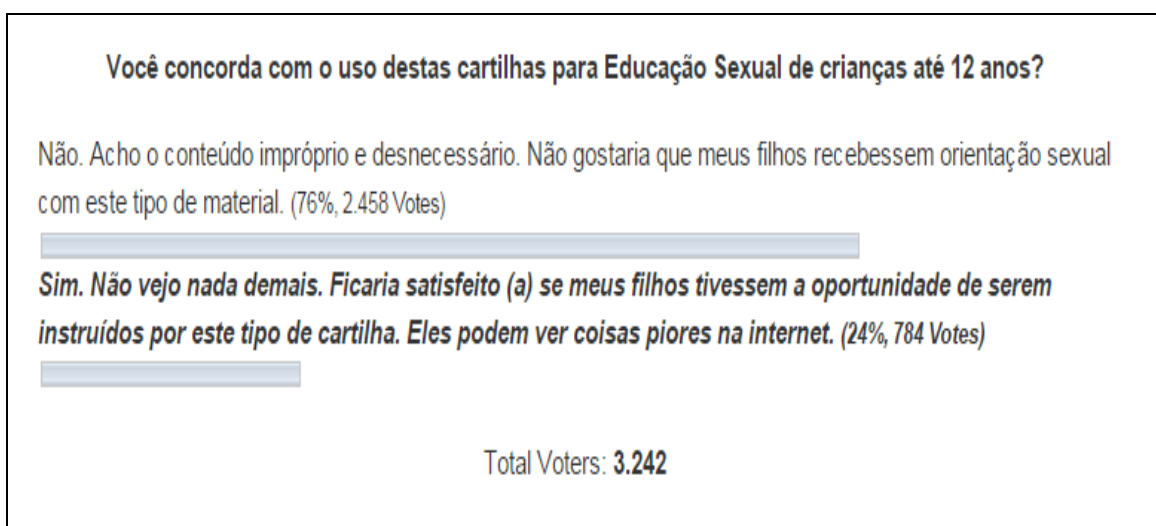 Você concorda com o uso destas cartilhas para Educação Sexual de crianças até 12 anos?
Não. Acho o conteúdo impróprio e desnecessário. Não gostaria que meus filhos recebessem orientação sexual
com este tipo de material. (76%, 2.458 Votes)
Sim. Não vejo nada demais. Ficaria satisfeito (a) se meus filhos tivessem a oportunidade de serem
instruídos por este tipo de cartilha. Eles podem ver coisas piores na internet. (24%, 784 Votes)
Total Voters: 3.242